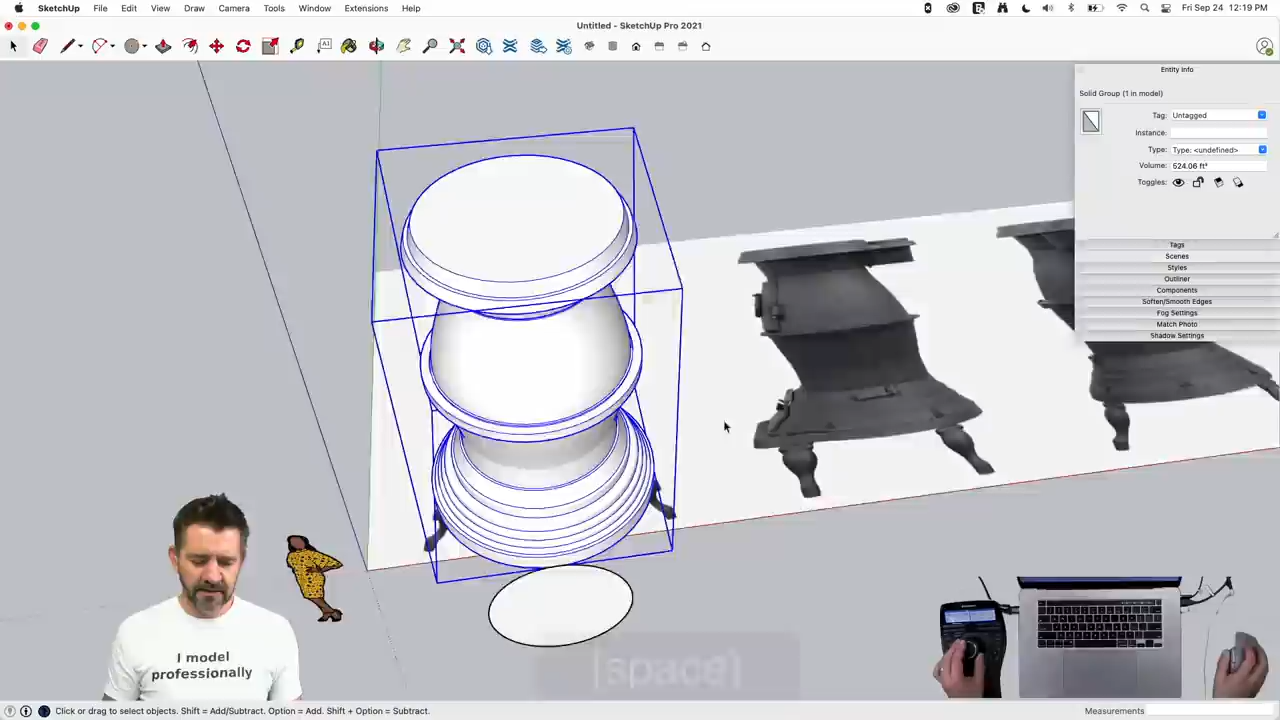 SketchUp File Edit View Draw Camera Tools Window Extensions Help
Fri Sep 24 12:19 PM
Untitled - SketchUp Pro 2021
Entity Info
Solid Group (1 in model)
Tag: Untagged
Instance:
Type: Type: <undefined>
Volume: 524.06 ft³
Toggles:
Tags
Scenes
Styles
Outliner
Components
Soften/Smooth Edges
Fog Settings
Match Photo
Shadow Settings
I model
professionally
[space]
Click or drag to select objects. Shift = Add/Subtract. Option = Add. Shift + Option = Subtract.
Measurements